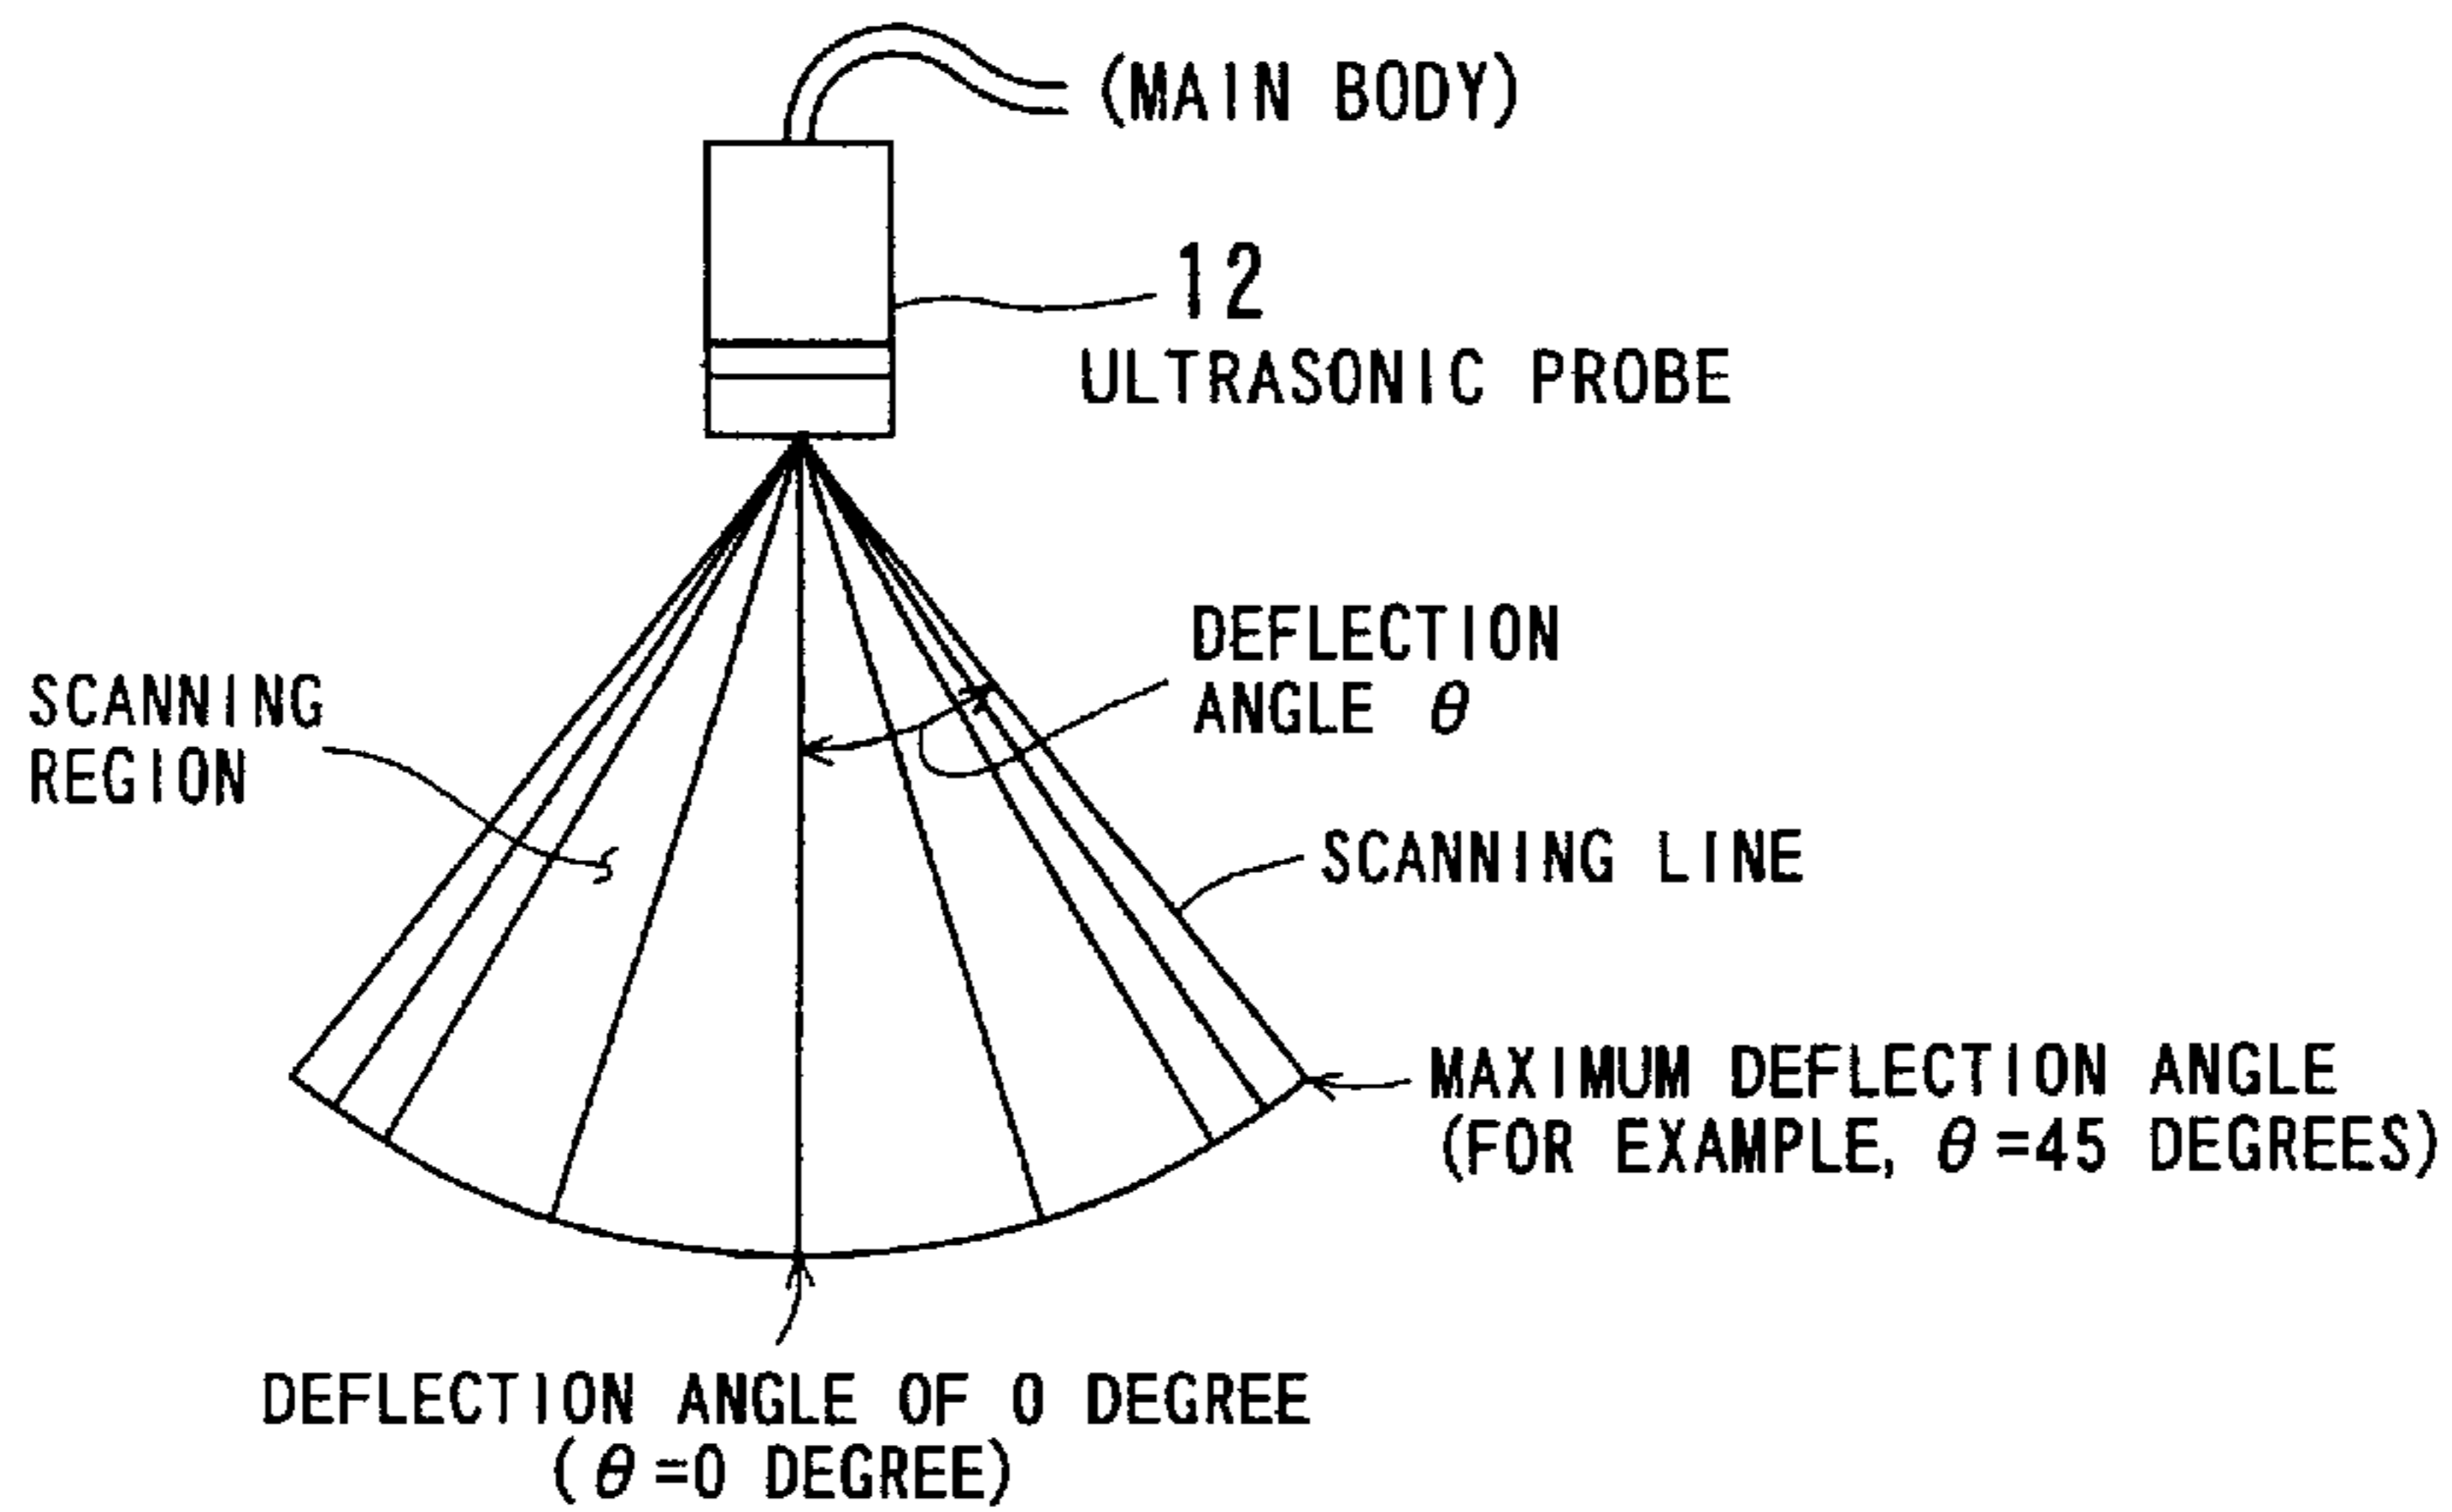 (MAIN BODY)
12
ULTRASONIC PROBE
DEFLECTION
ANGLE θ
SCANNING
REGION
SCANNING LINE
MAXIMUM DEFLECTION ANGLE
(FOR EXAMPLE, θ=45 DEGREES)
DEFLECTION ANGLE OF 0 DEGREE
(θ=0 DEGREE)